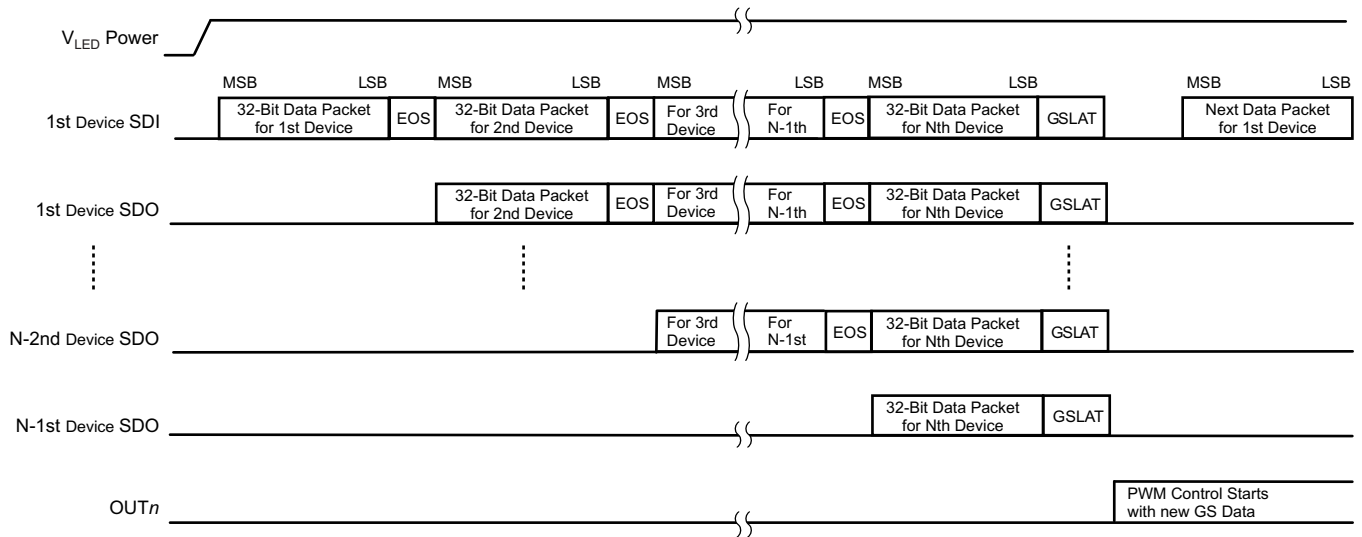 VLED Power
MSB LSB MSB LSB MSB LSB MSB LSB MSB LSB
1st Device SDI
32-Bit Data Packet
for 1st Device
EOS
32-Bit Data Packet
for 2nd Device
EOS
For 3rd
Device
For
N-1th
EOS
32-Bit Data Packet
for Nth Device
GSLAT
Next Data Packet
for 1st Device
1st Device SDO
32-Bit Data Packet
for 2nd Device
EOS
For 3rd
Device
For
N-1th
EOS
32-Bit Data Packet
for Nth Device
GSLAT
N-2nd Device SDO
For 3rd
Device
For
N-1st
EOS
32-Bit Data Packet
for Nth Device
GSLAT
N-1st Device SDO
32-Bit Data Packet
for Nth Device
GSLAT
OUTn
PWM Control Starts
with new GS Data